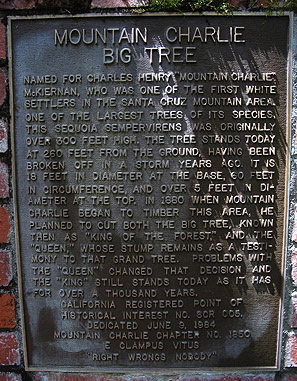 MOUNTAIN CHARLIE
BIG TREE
NAMED FOR CHARLES HENRY, MOUNTAIN CHARLIE,
McKIERNAN, WHO WAS ONE OF THE FIRST WHITE
SETTLERS IN THE SANTA CRUZ MOUNTAIN AREA.
ONE OF THE LARGEST TREES OF ITS SPECIES,
THIS SEQUOIA SEMPERVIRENS WAS ORIGINALLY
OVER 300 FEET HIGH. THE TREE STANDS TODAY
AT 260 FEET FROM THE GROUND, HAVING BEEN
BROKEN OFF IN A STORM YEARS AGO. IT IS
18 FEET IN DIAMETER AT THE BASE, 60 FEET
IN CIRCUMFERENCE, AND OVER 5 FEET IN DI-
AMETER AT THE TOP. IN 1880 WHEN MOUNTAIN
CHARLIE BEGAN TO TIMBER THIS AREA, HE
PLANNED TO CUT BOTH THE BIG TREE, KNOWN
THEN AS "KING OF THE FOREST", AND THE
"QUEEN," WHOSE STUMP REMAINS AS A TESTI-
MONY TO THAT GRAND TREE. PROBLEMS WITH
THE "QUEEN" CHANGED THAT DECISION AND
THE "KING" STILL STANDS TODAY AS IT HAS
FOR OVER A THOUSAND YEARS.
CALIFORNIA REGISTERED POINT OF
HISTORICAL INTEREST NO. SCR 005.
DEDICATED JUNE 9, 1984
MOUNTAIN CHARLIE CHAPTER NO. 1850
E CLAMPUS VITUS
"RIGHT WRONGS NOBODY"